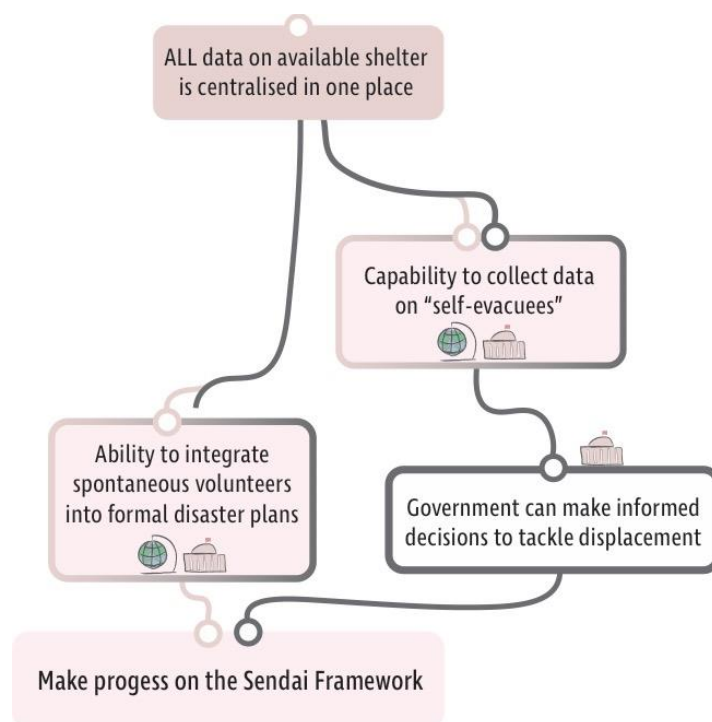 ALL data on available shelter
is centralised in one place
Capability to collect data
on “self-evacuees”
Ability to integrate
spontaneous volunteers
into formal disaster plans
Government can make informed
decisions to tackle displacement
Make progess on the Sendai Framework